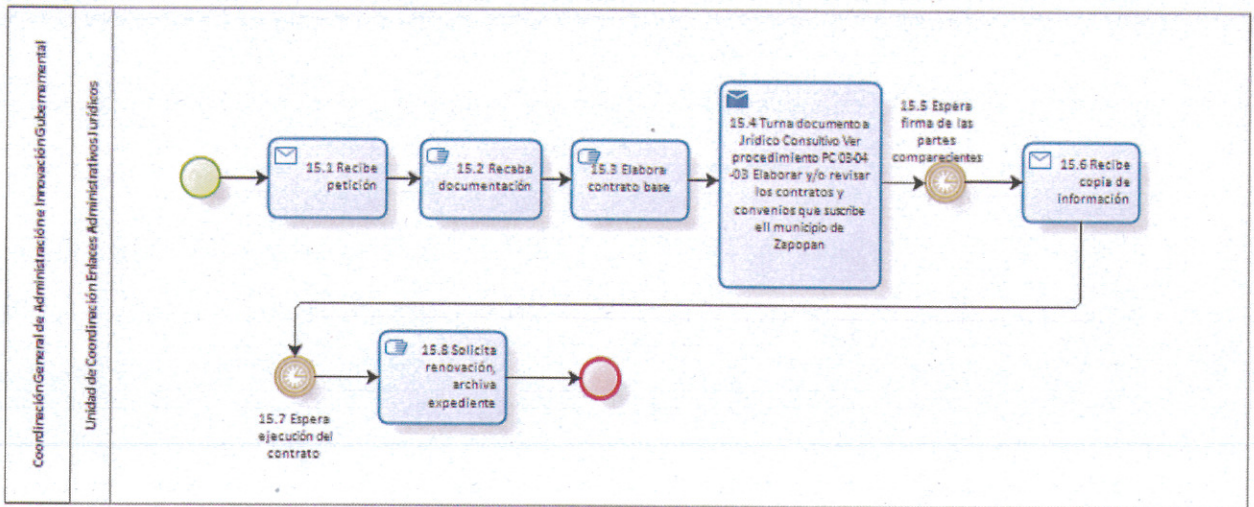 Coordinación General de Administración e Innovación Gubernamental
Unidad de Coordinación Enlaces Administrativos Jurídicos
15.1 Recibe
petición
15.2 Recaba
documentación
15.3 Elabora
contrato base
15.4 Turna documento a
Jrídico Consultivo Ver
procedimiento PC 03-04
-03 Elaborar y/o revisar
los contratos y
convenios que suscribe
ell municipio de
Zapopan
15.5 Espera
firma de las
partes
comparecientes
15.6 Recibe
copia de
información
15.7 Espera
ejecución del
contrato
15.8 Solicita
renovación,
archiva
expediente